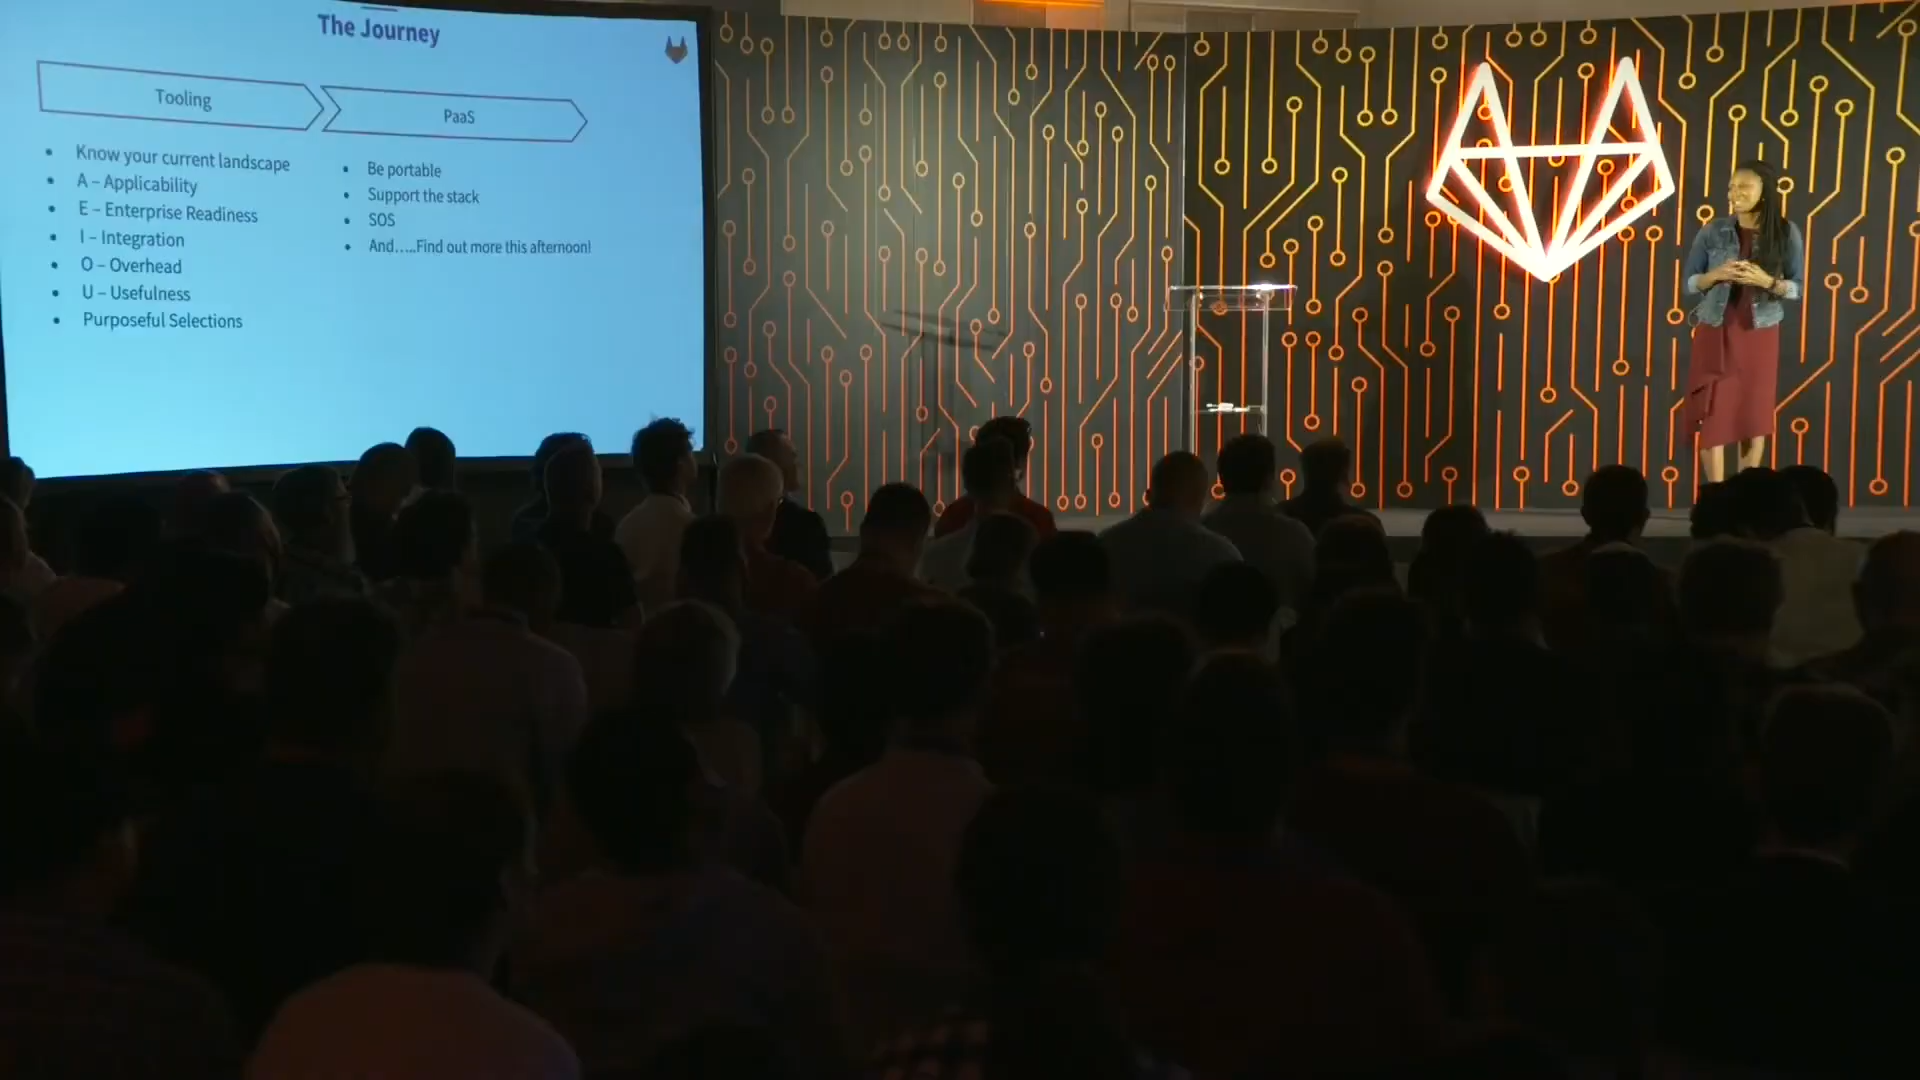 The Journey
Tooling
• Know your current landscape
• A – Applicability
• E – Enterprise Readiness
• I – Integration
• O – Overhead
• U – Usefulness
• Purposeful Selections
PaaS
• Be portable
• Support the stack
• SOS
• And…..Find out more this afternoon!